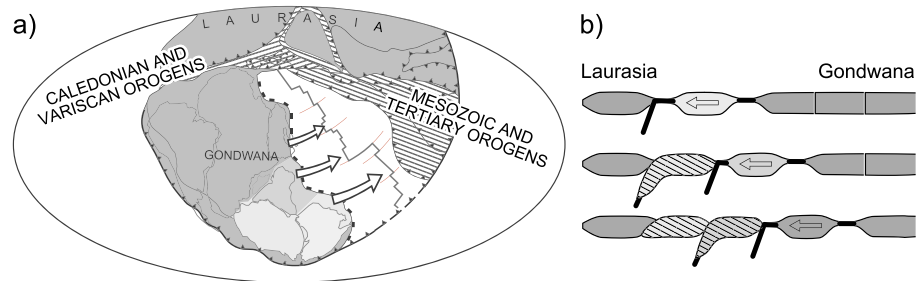 a)
LAURASIA
CALEDONIAN AND
VARISCAN OROGENS
MESOZOIC AND
TERTIARY OROGENS
GONDWANA
b)
Laurasia Gondwana